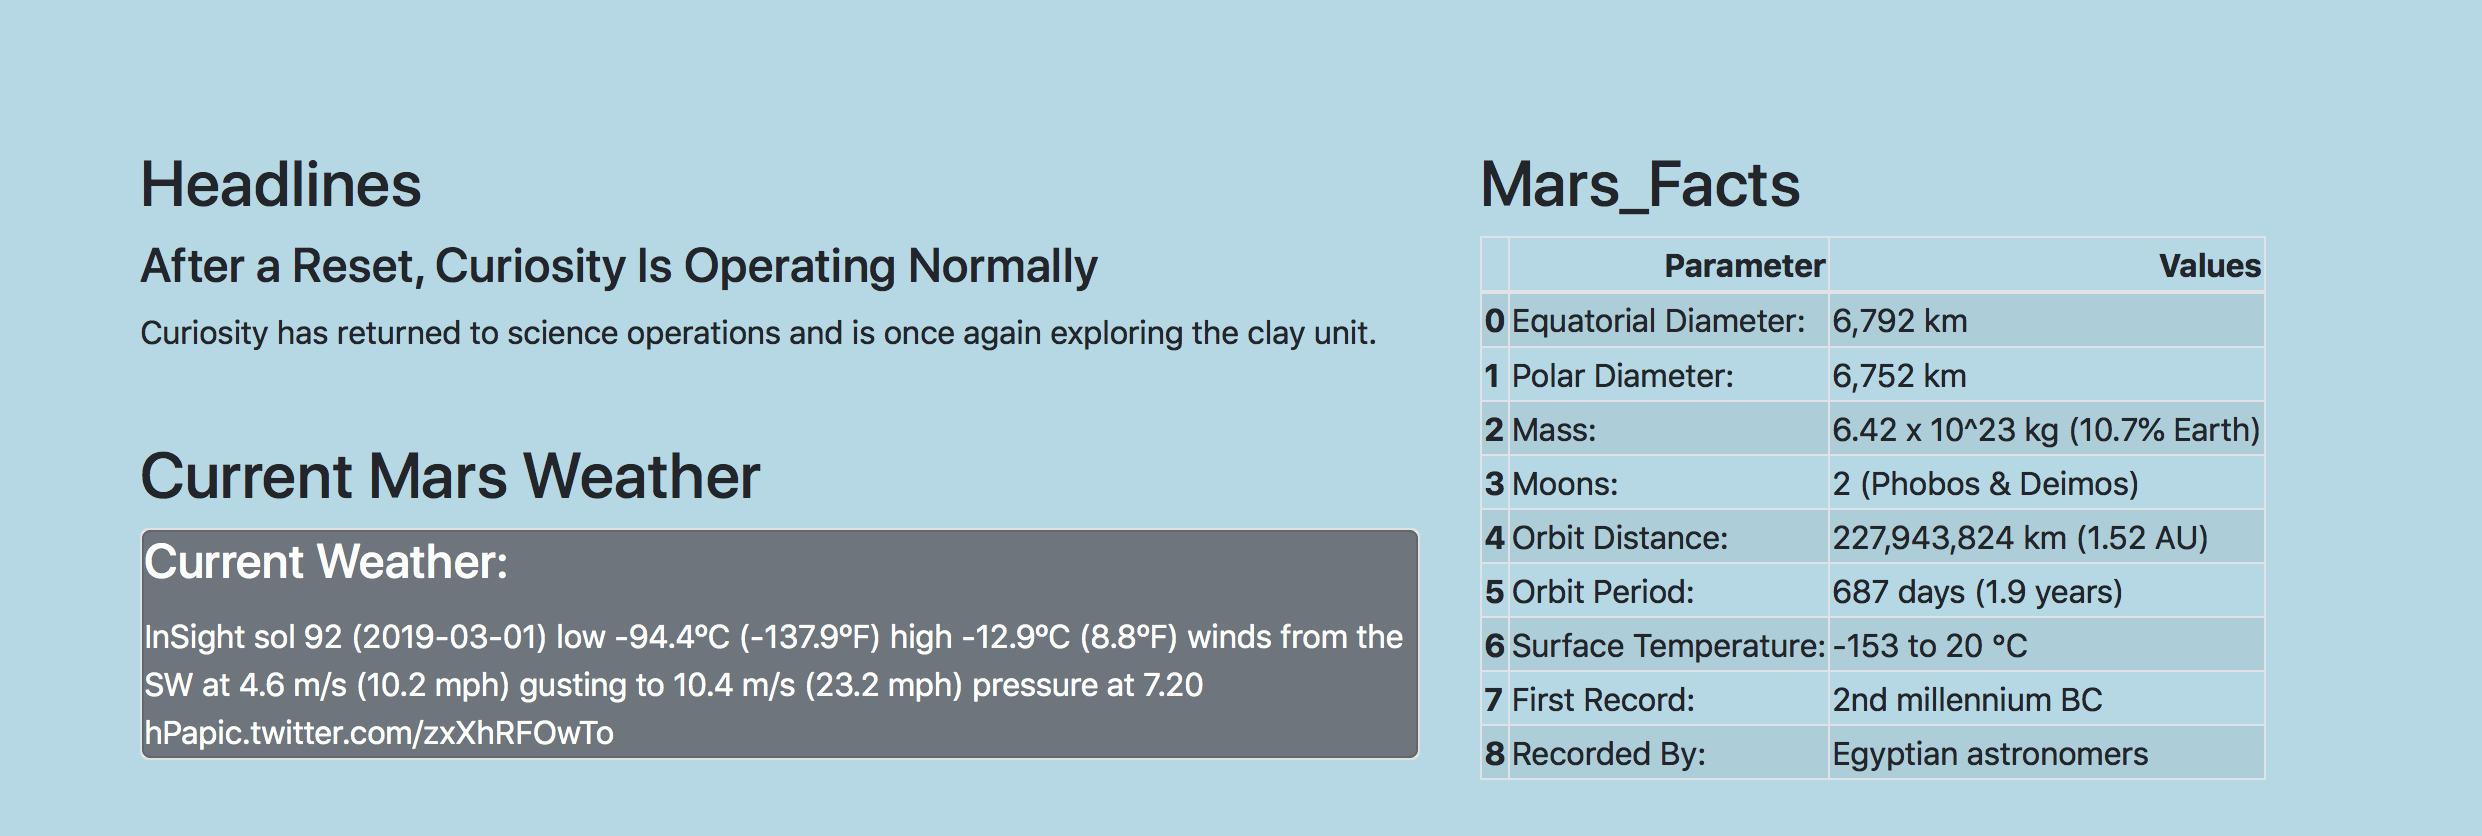 Headlines
After a Reset, Curiosity Is Operating Normally
Curiosity has returned to science operations and is once again exploring the clay unit.
Current Mars Weather
Current Weather:
InSight sol 92 (2019-03-01) low -94.4ºC (-137.9ºF) high -12.9ºC (8.8ºF) winds from the
SW at 4.6 m/s (10.2 mph) gusting to 10.4 m/s (23.2 mph) pressure at 7.20
hPapic.twitter.com/zxXhRFOwTo
Mars_Facts
Parameter Values
0 Equatorial Diameter: 6,792 km
1 Polar Diameter: 6,752 km
2 Mass: 6.42 x 10^23 kg (10.7% Earth)
3 Moons: 2 (Phobos & Deimos)
4 Orbit Distance: 227,943,824 km (1.52 AU)
5 Orbit Period: 687 days (1.9 years)
6 Surface Temperature: -153 to 20 °C
7 First Record: 2nd millennium BC
8 Recorded By: Egyptian astronomers